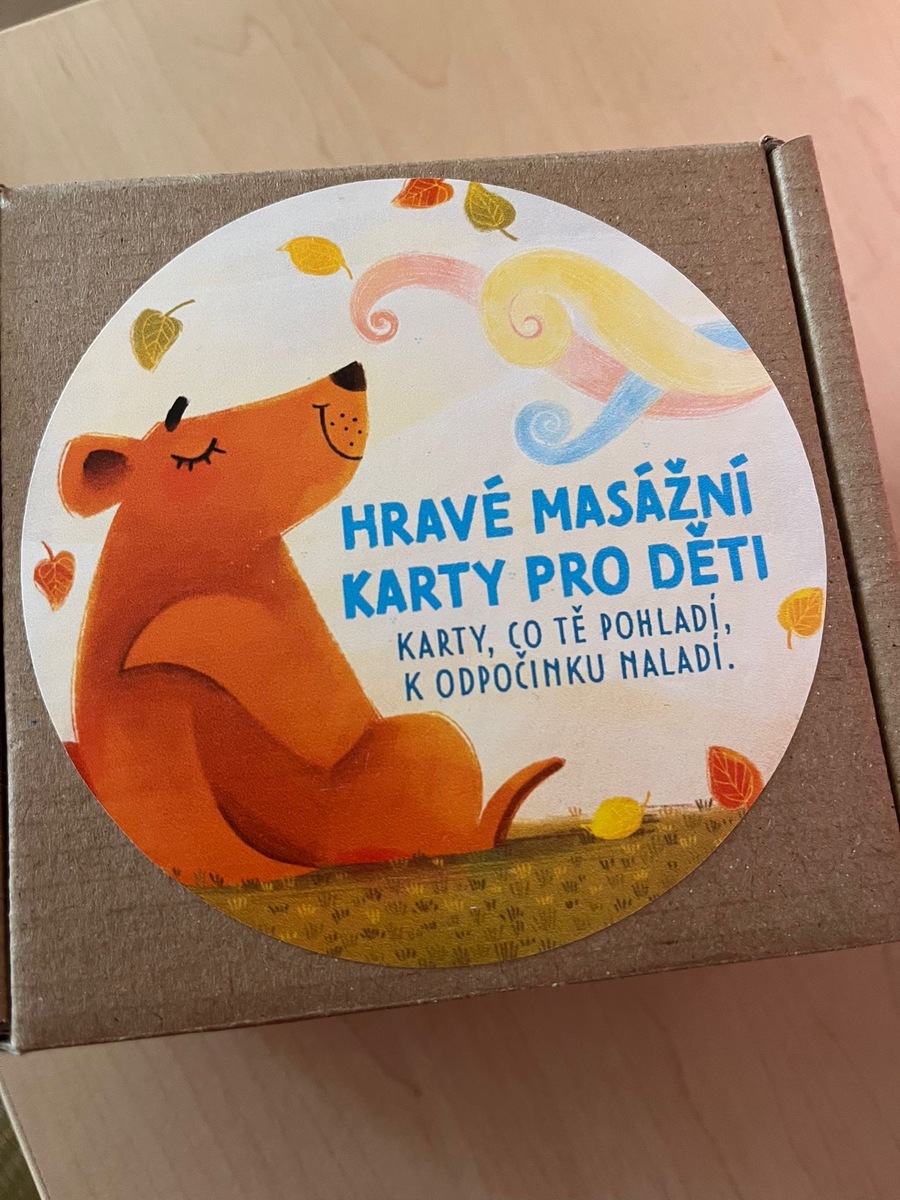 HRAVÉ MASÁŽNÍ
KARTY PRO DĚTI
KARTY, CO TĚ POHLADÍ,
K ODPOČINKU NALADÍ.